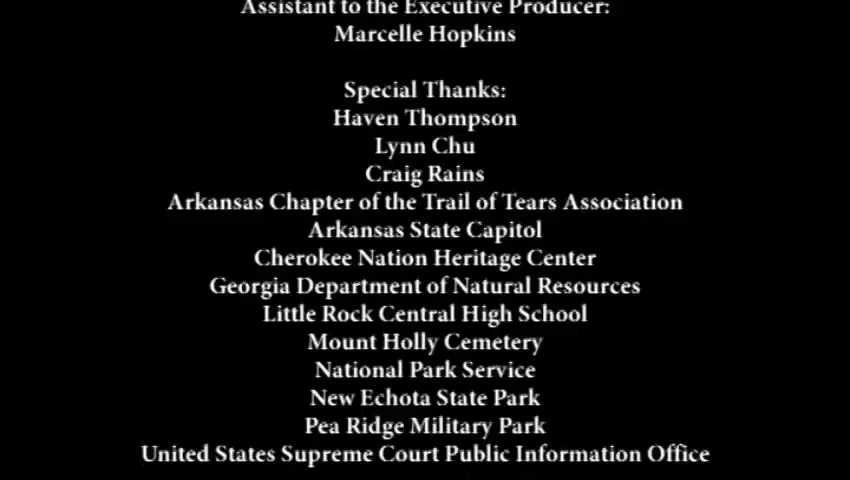 Assistant to the Executive Producer:
Marcelle Hopkins
Special Thanks:
Haven Thompson
Lynn Chu
Craig Rains
Arkansas Chapter of the Trail of Tears Association
Arkansas State Capitol
Cherokee Nation Heritage Center
Georgia Department of Natural Resources
Little Rock Central High School
Mount Holly Cemetery
National Park Service
New Echota State Park
Pea Ridge Military Park
United States Supreme Court Public Information Office